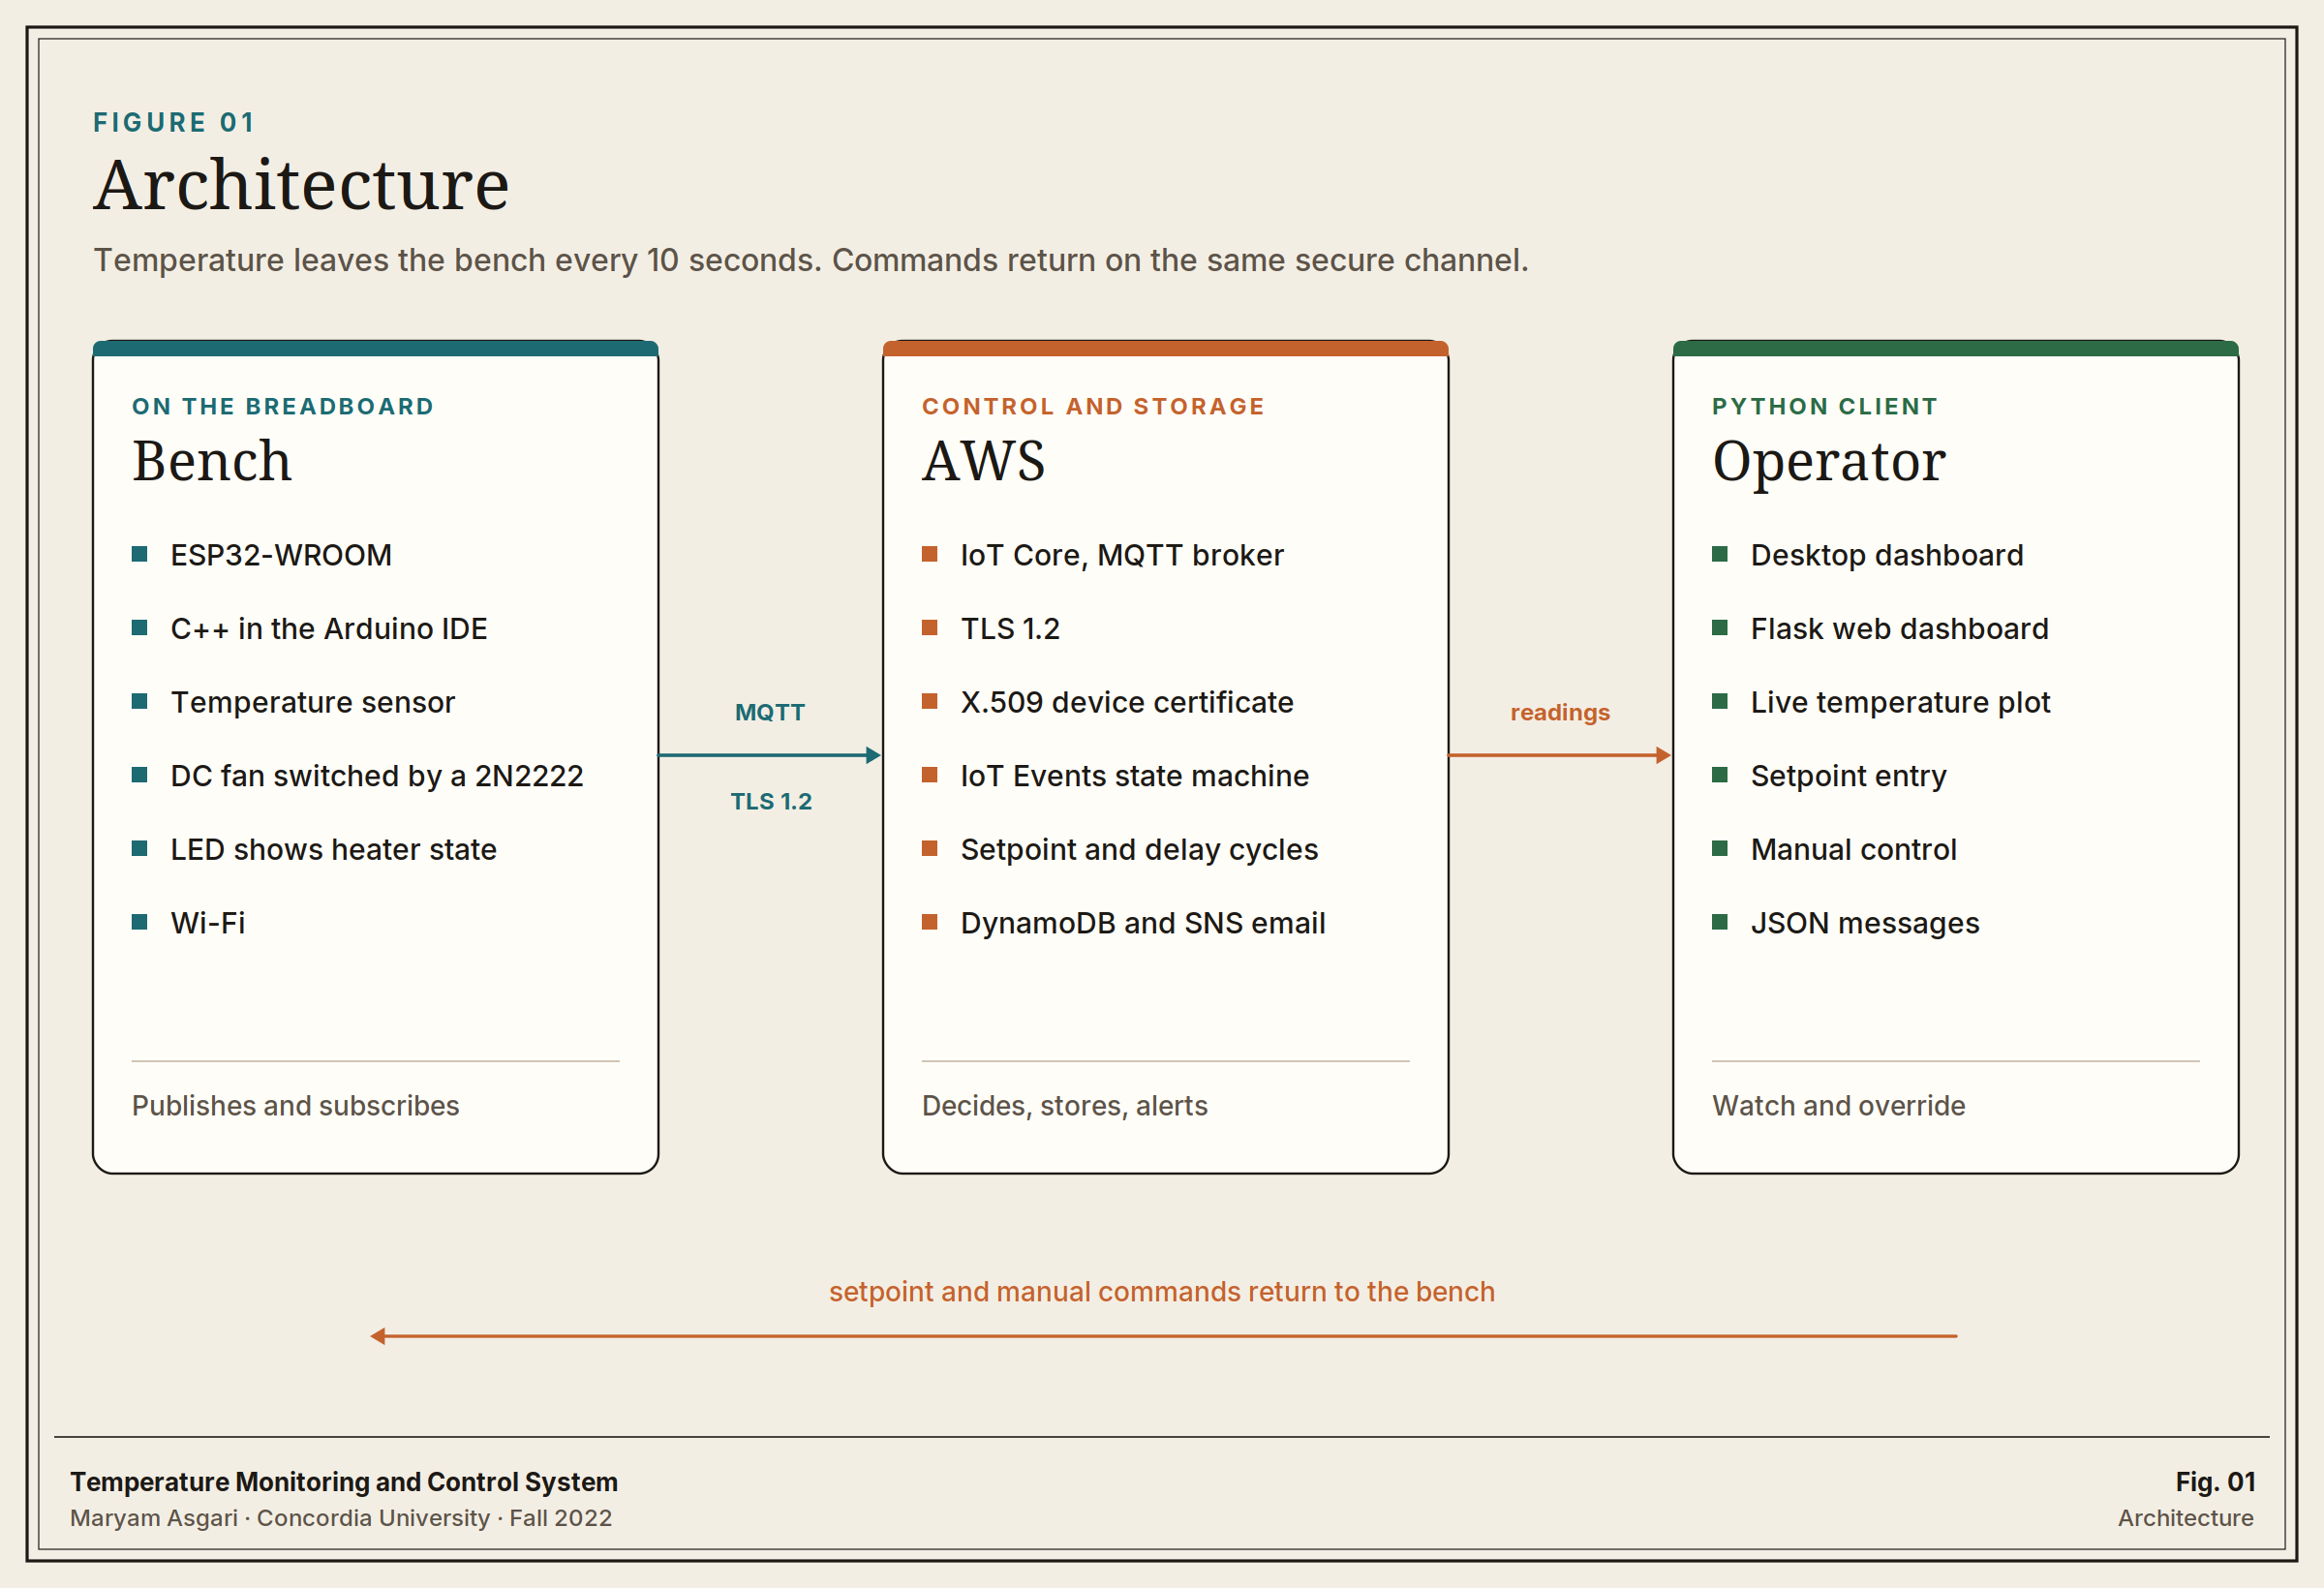 FIGURE 01
Architecture
Temperature leaves the bench every 10 seconds. Commands return on the same secure channel.
ON THE BREADBOARD
Bench
ESP32-WROOM
C++ in the Arduino IDE
Temperature sensor
DC fan switched by a 2N2222
LED shows heater state
Wi-Fi
Publishes and subscribes
MQTT
TLS 1.2
CONTROL AND STORAGE
AWS
IoT Core, MQTT broker
TLS 1.2
X.509 device certificate
IoT Events state machine
Setpoint and delay cycles
DynamoDB and SNS email
Decides, stores, alerts
readings
PYTHON CLIENT
Operator
Desktop dashboard
Flask web dashboard
Live temperature plot
Setpoint entry
Manual control
JSON messages
Watch and override
setpoint and manual commands return to the bench
Temperature Monitoring and Control System
Maryam Asgari · Concordia University · Fall 2022
Fig. 01
Architecture